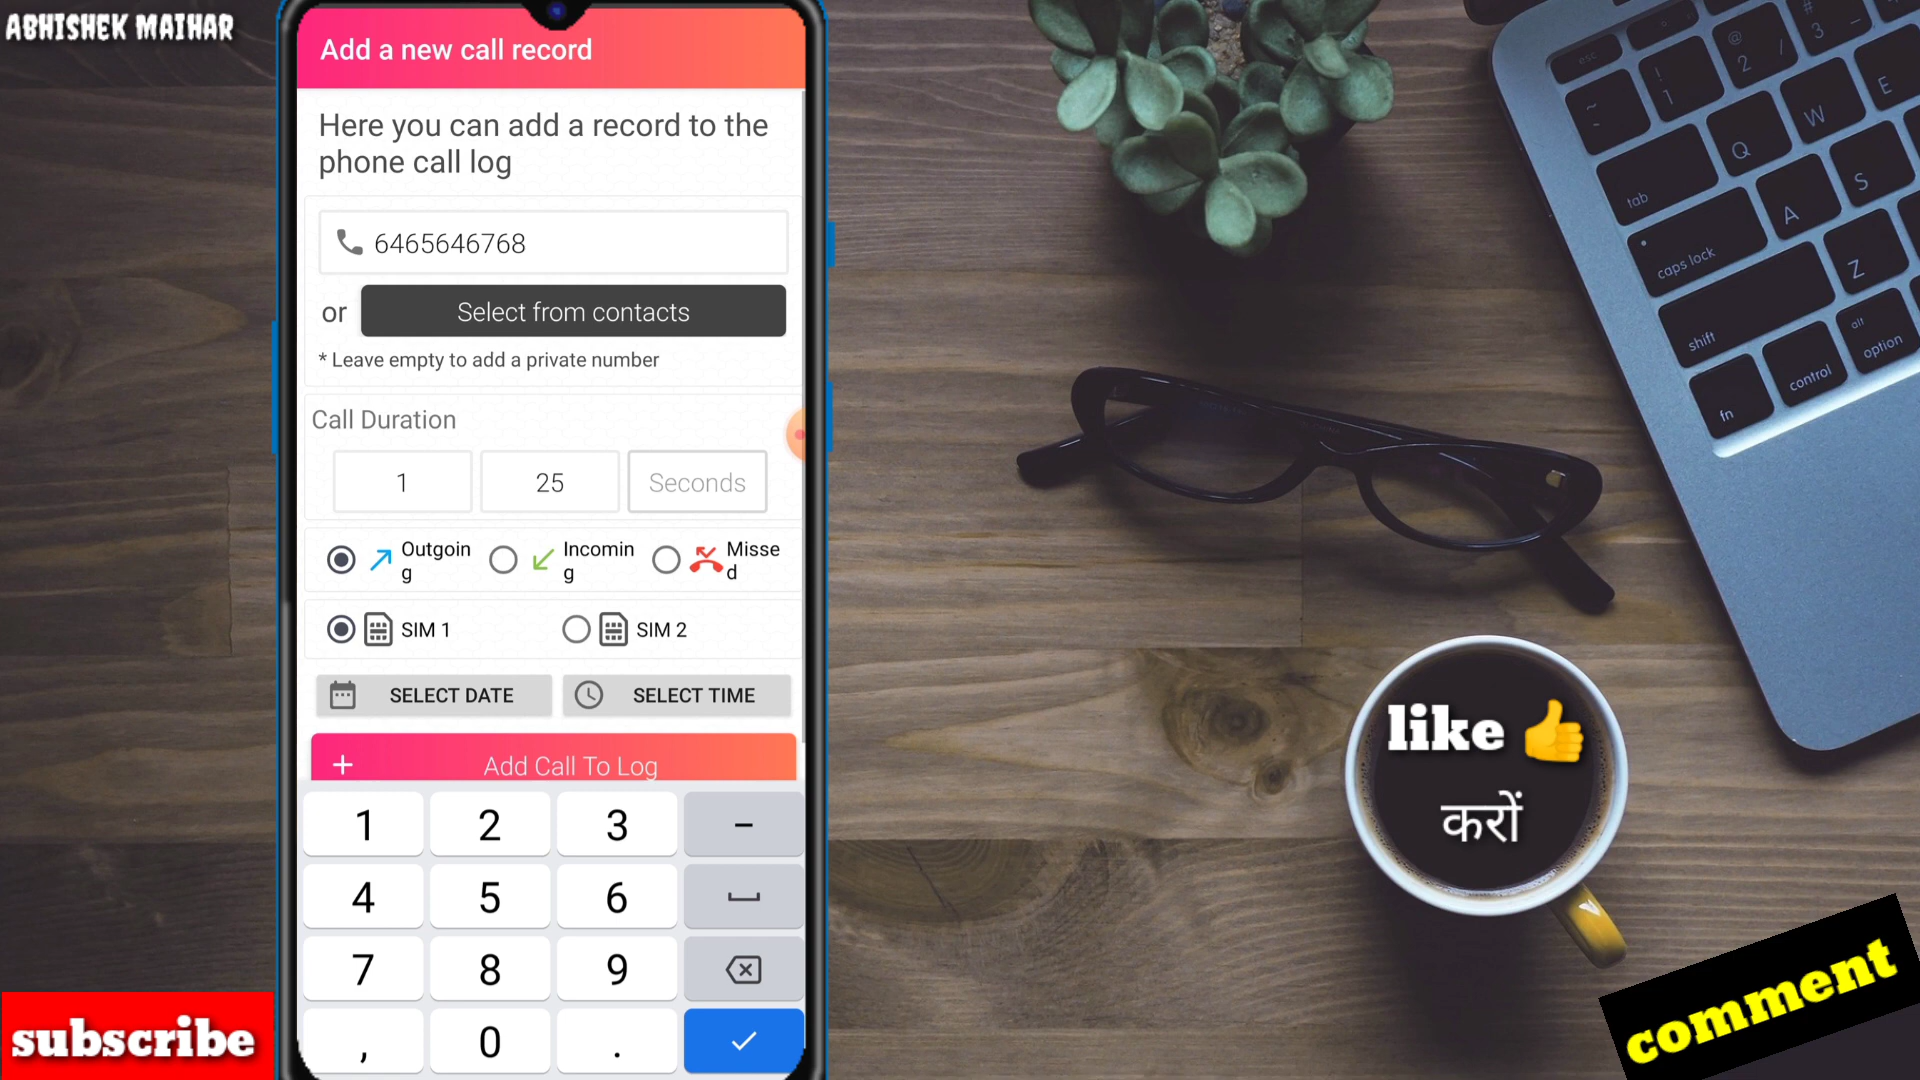 ABHISHEK MAIHAR
Add a new call record
Here you can add a record to the
phone call log
6465646768
or
Select from contacts
* Leave empty to add a private number
Call Duration
1
25
Seconds
Outgoin
g
Incomin
g
Misse
d
SIM 1
SIM 2
SELECT DATE
SELECT TIME
+ Add Call To Log
1 2 3 –
4 5 6
7 8 9
, 0 .
subscribe
like 👍
करों
comment
esc
~
!
1
@
2
#
3
tab
Q
W
E
caps lock
A
S
shift
Z
fn
control
alt
option